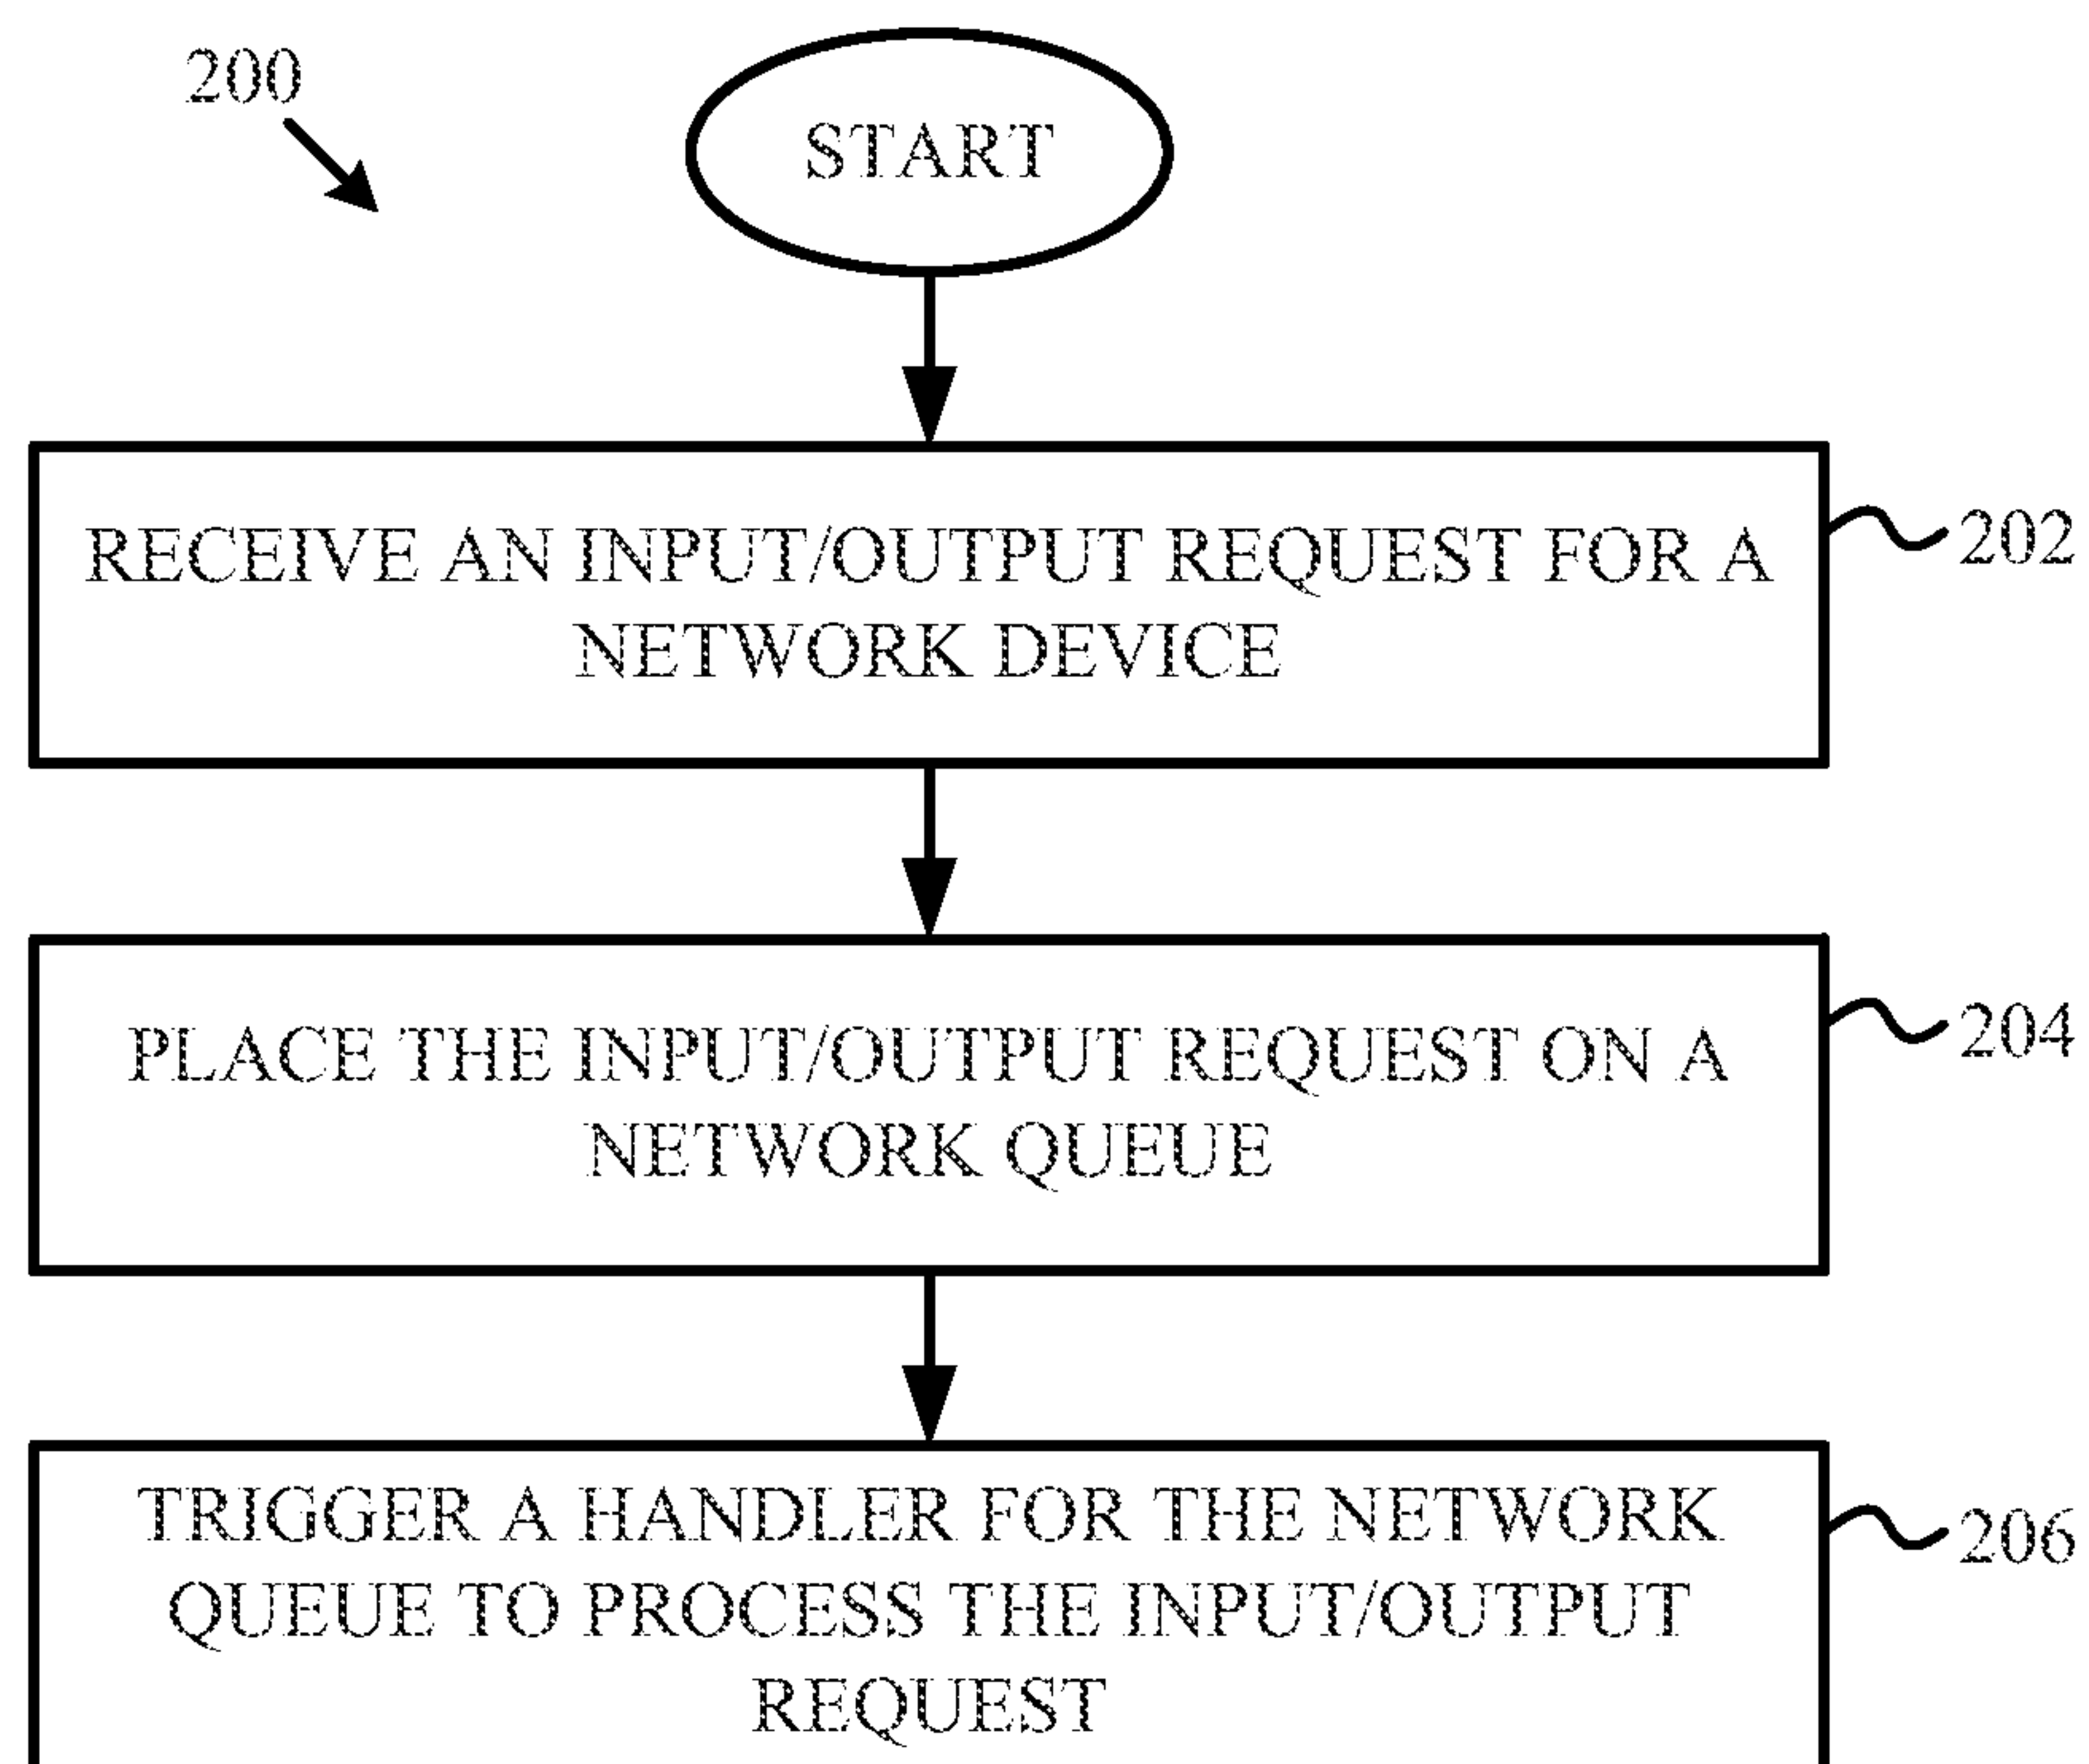 200
START
RECEIVE AN INPUT/OUTPUT REQUEST FOR A
NETWORK DEVICE
202
PLACE THE INPUT/OUTPUT REQUEST ON A
NETWORK QUEUE
204
TRIGGER A HANDLER FOR THE NETWORK
QUEUE TO PROCESS THE INPUT/OUTPUT
REQUEST
206